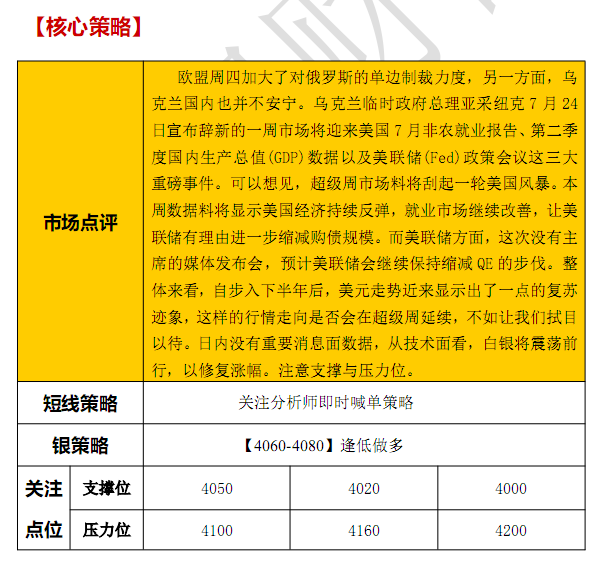 【核心策略】
欧盟周四加大了对俄罗斯的单边制裁力度，另一方面，乌
克兰国内也并不安宁。乌克兰临时政府总理亚采纽克 7 月 24
日宣布辞新的一周市场将迎来美国 7 月非农就业报告、第二季
度国内生产总值(GDP)数据以及美联储(Fed)政策会议这三大
重磅事件。可以想见，超级周市场料将刮起一轮美国风暴。本
周数据料将显示美国经济持续反弹，就业市场继续改善，让美
联储有理由进一步缩减购债规模。而美联储方面，这次没有主
席的媒体发布会，预计美联储会继续保持缩减 QE 的步伐。整
体来看，自步入下半年后，美元走势近来显示出了一点的复苏
迹象，这样的行情走向是否会在超级周延续，不如让我们拭目
以待。日内没有重要消息面数据，从技术面看，白银将震荡前
行，以修复涨幅。注意支撑与压力位。
市场点评
短线策略 关注分析师即时喊单策略
银策略 【4060-4080】逢低做多
关注 支撑位 4050 4020 4000
点位 压力位 4100 4160 4200